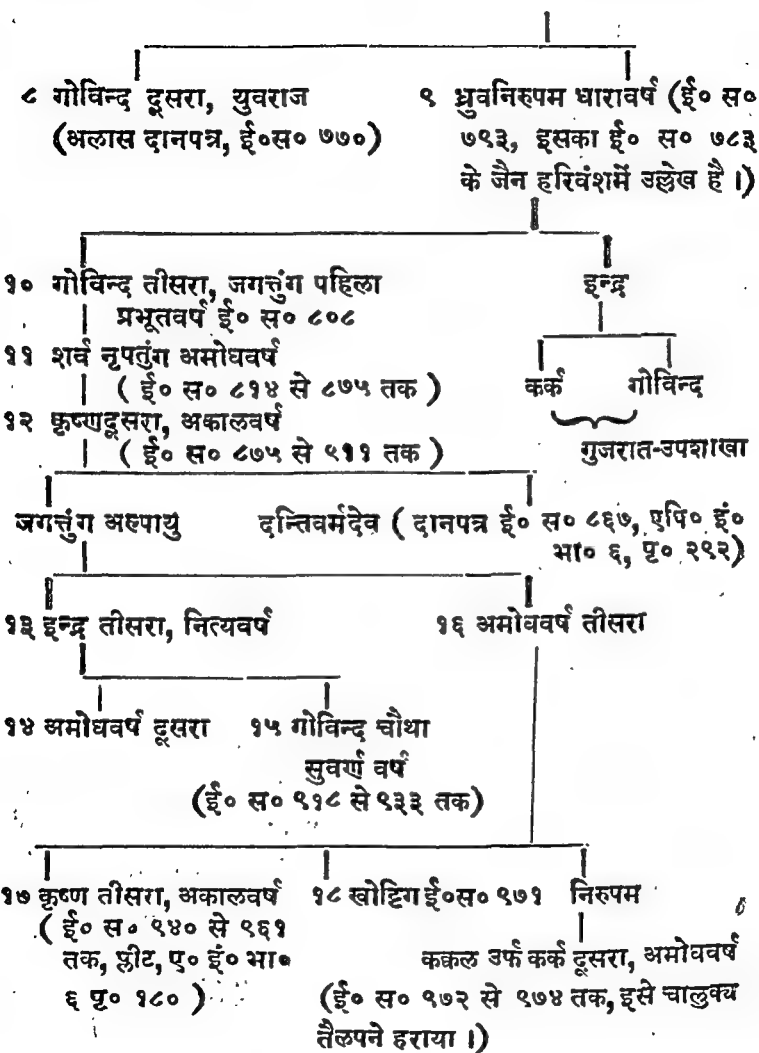 ८ गोविन्द दूसरा, युवराज
(अलास दानपत्र, ई०स० ७७०)
९ ध्रुवनिरुपम धारावर्ष (ई० स०
७९३, इसका ई० स० ७८३
के जैन हरिवंशमें उल्लेख है।)
१० गोविन्द तीसरा, जगत्तुंग पहिला
प्रभूतवर्ष ई० स० ८०८
इन्द्र
११ शर्व नृपतुंग अमोघवर्ष
( ई० स० ८१४ से ८७५ तक )
कर्क गोविन्द
१२ कृष्णदूसरा, अकालवर्ष
( ई० स० ८७५ से ९११ तक )
गुजरात-उपशाखा
जगत्तुंग अल्पायु
दन्तिवर्मदेव ( दानपत्र ई० स० ८६७, एपि० इं०
भा० ६, पृ० २९२)
१३ इन्द्र तीसरा, नित्यवर्ष
१६ अमोघवर्ष तीसरा
१४ अमोघवर्ष दूसरा
१५ गोविन्द चौथा
सुवर्ण वर्ष
(ई० स० ९१८ से ९३३ तक)
१७ कृष्ण तीसरा, अकालवर्ष
( ई० स० ९४० से ९६१
तक, फ़्लीट, ए० इं० भा०
६ पृ० १८० )
१८ खोट्टिग ई०स० ९७१
निरुपम
कक्कल उर्फ कर्क दूसरा, अमोघवर्ष
(ई० स० ९७२ से ९७४ तक, इसे चालुक्य
तैलपने हराया।)